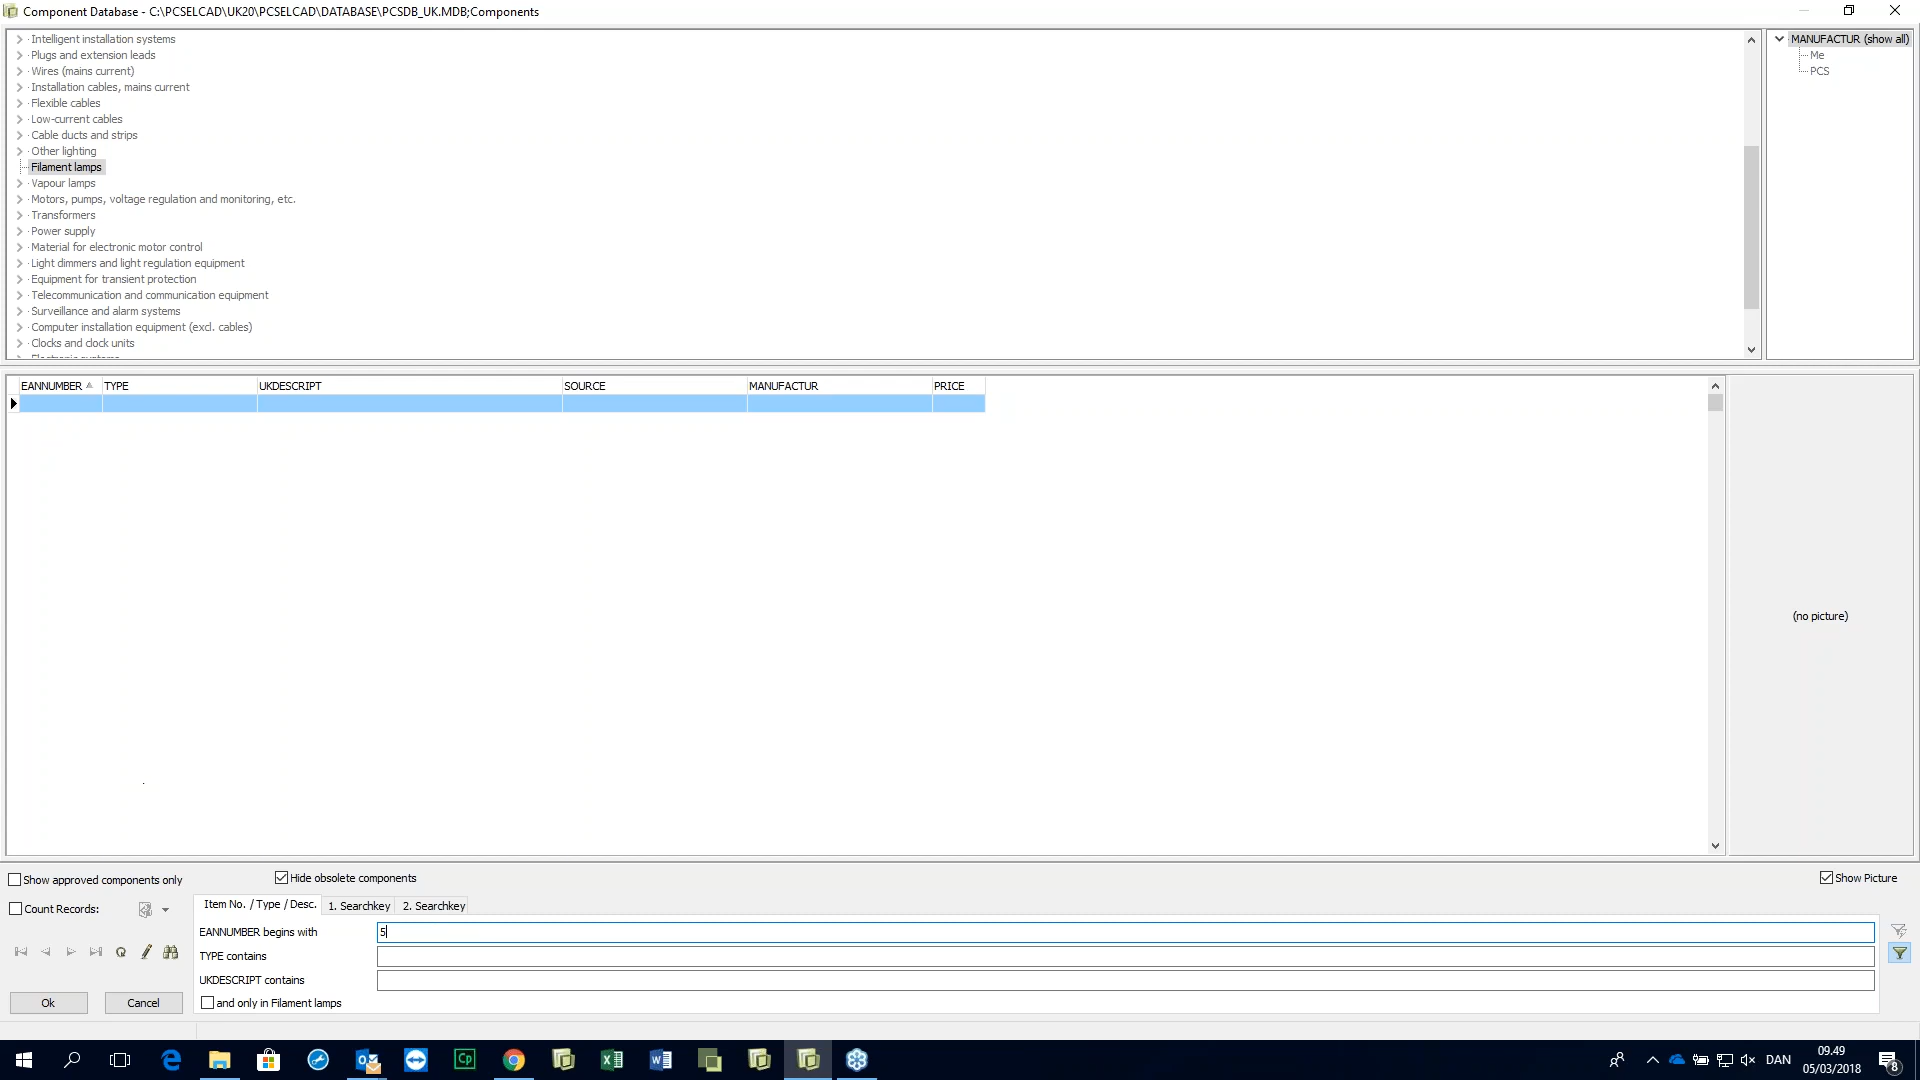 Component Database - C:\PCSELCAD\UK20\PCSELCAD\DATABASE\PCSDB_UK.MDB;Components
Intelligent installation systems
Plugs and extension leads
Wires (mains current)
Installation cables, mains current
Flexible cables
Low-current cables
Cable ducts and strips
Other lighting
Filament lamps
Vapour lamps
Motors, pumps, voltage regulation and monitoring, etc.
Transformers
Power supply
Material for electronic motor control
Light dimmers and light regulation equipment
Equipment for transient protection
Telecommunication and communication equipment
Surveillance and alarm systems
Computer installation equipment (excl. cables)
Clocks and clock units
MANUFACTUR (show all)
Me
PCS
EANNUMBER TYPE UKDESCRIPT SOURCE MANUFACTUR PRICE
(no picture)
Show approved components only
Hide obsolete components
Show Picture
Count Records:
Item No. / Type / Desc. 1. Searchkey 2. Searchkey
EANNUMBER begins with 5
TYPE contains
UKDESCRIPT contains
and only in Filament lamps
Ok Cancel
DAN
09.49
05/03/2018
8